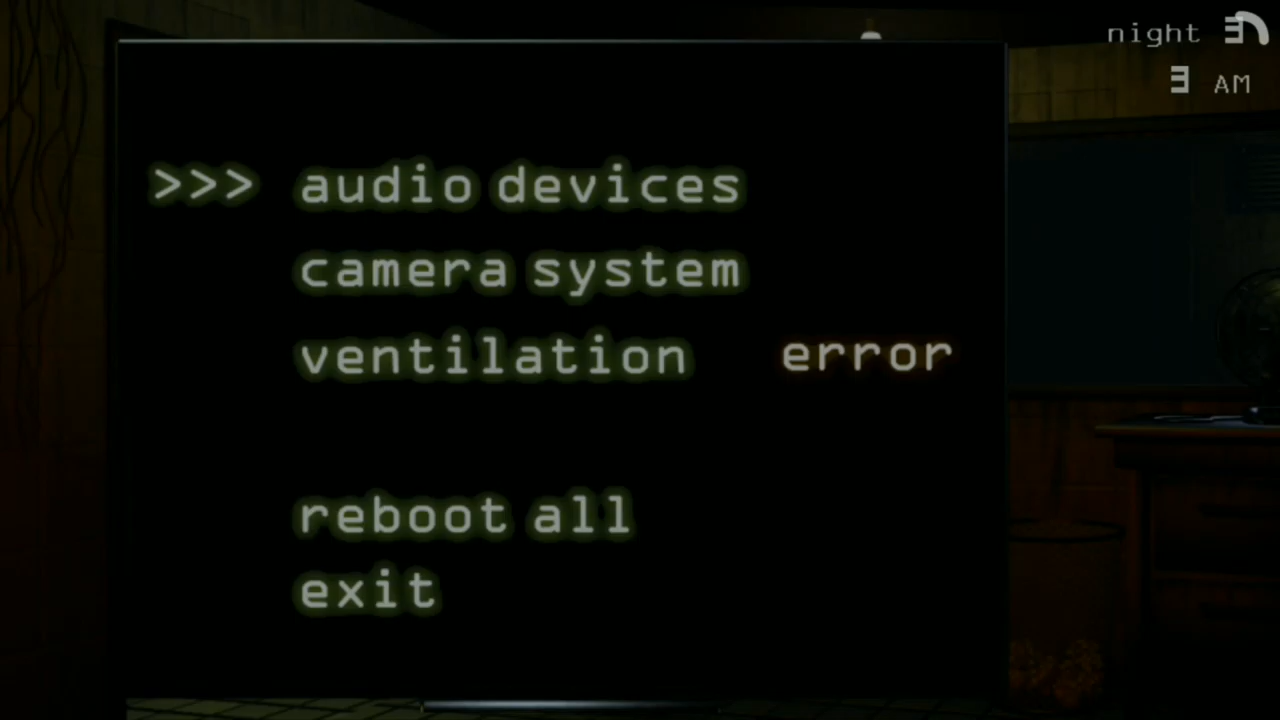 night 3
3 AM
>>> audio devices
camera system
ventilation error
reboot all
exit